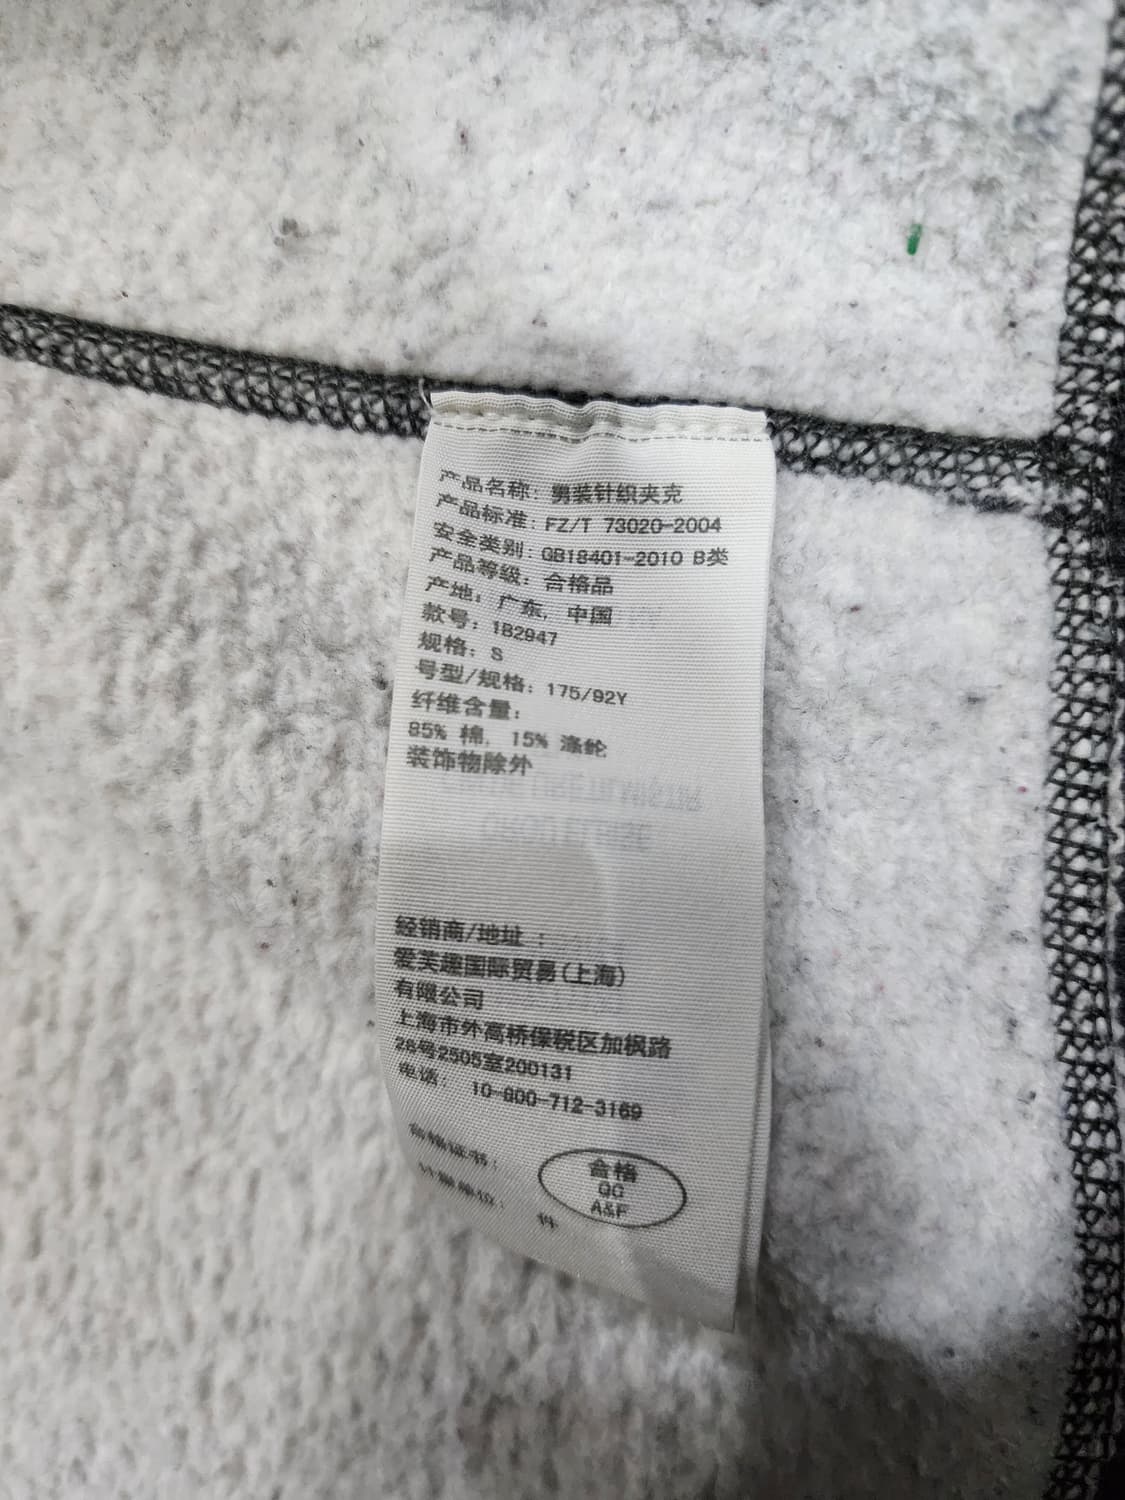 产品名称：男装针织夹克
产品标准：FZ/T 73020-2004
安全类别：GB18401-2010 B类
产品等级：合格品
产地：广东，中国
款号：182947
规格：S
号型/规格：175/92Y
纤维含量：
85% 棉，15% 涤纶
装饰物除外
经销商/地址：
爱芙趣国际贸易(上海)
有限公司
上海市外高桥保税区加枫路
26号2505室200131
电话： 10-800-712-3169
合格证书：
合格
QC
A&F
计量单位： 件